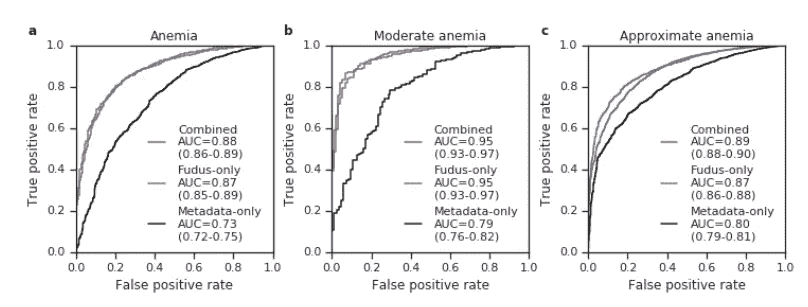 a Anemia
1.0
0.8
0.6
0.4
0.2
0.0
True positive rate
0.0 0.2 0.4 0.6 0.8 1.0
False positive rate
Combined
AUC=0.88
(0.86-0.89)
Fudus-only
AUC=0.87
(0.85-0.89)
Metadata-only
AUC=0.73
(0.72-0.75)
b Moderate anemia
1.0
0.8
0.6
0.4
0.2
0.0
True positive rate
0.0 0.2 0.4 0.6 0.8 1.0
False positive rate
Combined
AUC=0.95
(0.93-0.97)
Fudus-only
AUC=0.95
(0.93-0.97)
Metadata-only
AUC=0.79
(0.76-0.82)
c Approximate anemia
1.0
0.8
0.6
0.4
0.2
0.0
True positive rate
0.0 0.2 0.4 0.6 0.8 1.0
False positive rate
Combined
AUC=0.89
(0.88-0.90)
Fudus-only
AUC=0.87
(0.86-0.88)
Metadata-only
AUC=0.80
(0.79-0.81)